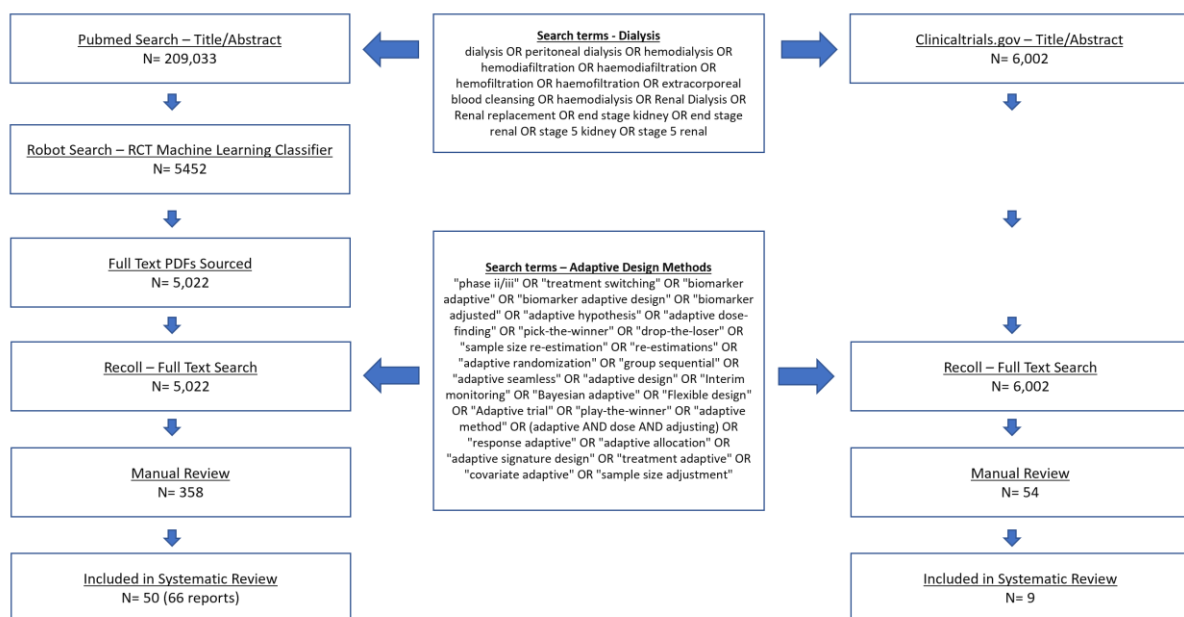 Pubmed Search – Title/Abstract
N= 209,033
Robot Search – RCT Machine Learning Classifier
N= 5452
Full Text PDFs Sourced
N= 5,022
Recoll – Full Text Search
N= 5,022
Manual Review
N= 358
Included in Systematic Review
N= 50 (66 reports)
Search terms - Dialysis
dialysis OR peritoneal dialysis OR hemodialysis OR
hemodiafiltration OR haemodiafiltration OR
hemofiltration OR haemofiltration OR extracorporeal
blood cleansing OR haemodialysis OR Renal Dialysis OR
Renal replacement OR end stage kidney OR end stage
renal OR stage 5 kidney OR stage 5 renal
Search terms – Adaptive Design Methods
"phase ii/iii" OR "treatment switching" OR "biomarker
adaptive" OR "biomarker adaptive design" OR "biomarker
adjusted" OR "adaptive hypothesis" OR "adaptive dose-
finding" OR "pick-the-winner" OR "drop-the-loser" OR
"sample size re-estimation" OR "re-estimations" OR
"adaptive randomization" OR "group sequential" OR
"adaptive seamless" OR "adaptive design" OR "Interim
monitoring" OR "Bayesian adaptive" OR "Flexible design"
OR "Adaptive trial" OR "play-the-winner" OR "adaptive
method" OR (adaptive AND dose AND adjusting) OR
"response adaptive" OR "adaptive allocation" OR
"adaptive signature design" OR "treatment adaptive" OR
"covariate adaptive" OR "sample size adjustment"
Clinicaltrials.gov – Title/Abstract
N= 6,002
Recoll – Full Text Search
N= 6,002
Manual Review
N= 54
Included in Systematic Review
N= 9